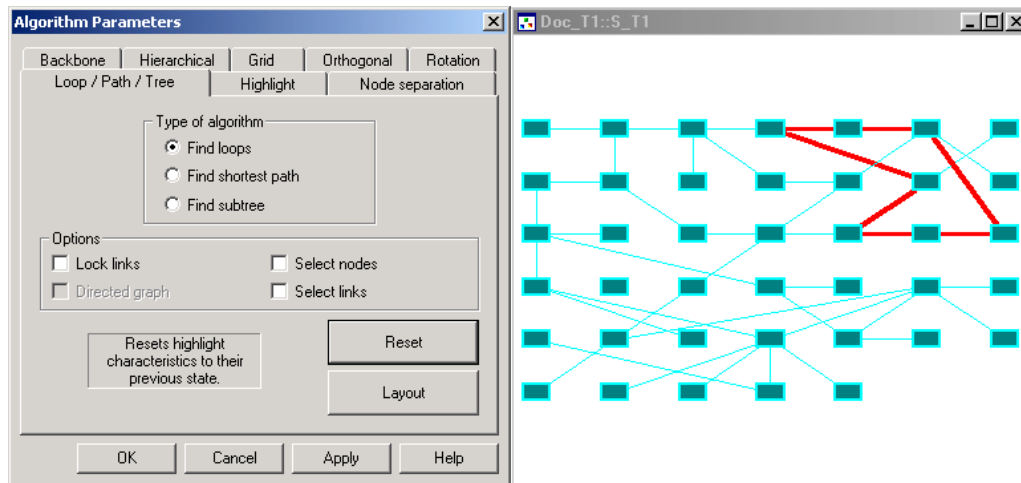 Algorithm Parameters
Backbone Hierarchical Grid Orthogonal Rotation
Loop / Path / Tree Highlight Node separation
Type of algorithm
Find loops
Find shortest path
Find subtree
Options
Lock links
Select nodes
Directed graph
Select links
Resets highlight
characteristics to their
previous state.
Reset
Layout
OK Cancel Apply Help
Doc_T1::S_T1